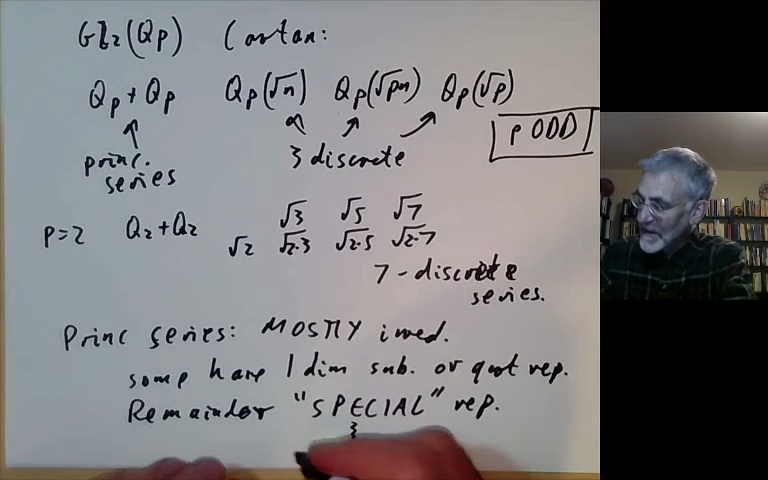 GL₂(Qp) Cartan:
Qp + Qp Qp(√n) Qp(√pn) Qp(√p)
p ODD
princ. series
3 discrete
p=2 Q₂+Q₂ √3 √5 √7
√2 √2·3 √2·5 √2·7
7-discrete
series.
Princ series: MOSTLY irred.
some have 1 dim sub. or quot rep.
Remainder "SPECIAL" rep.